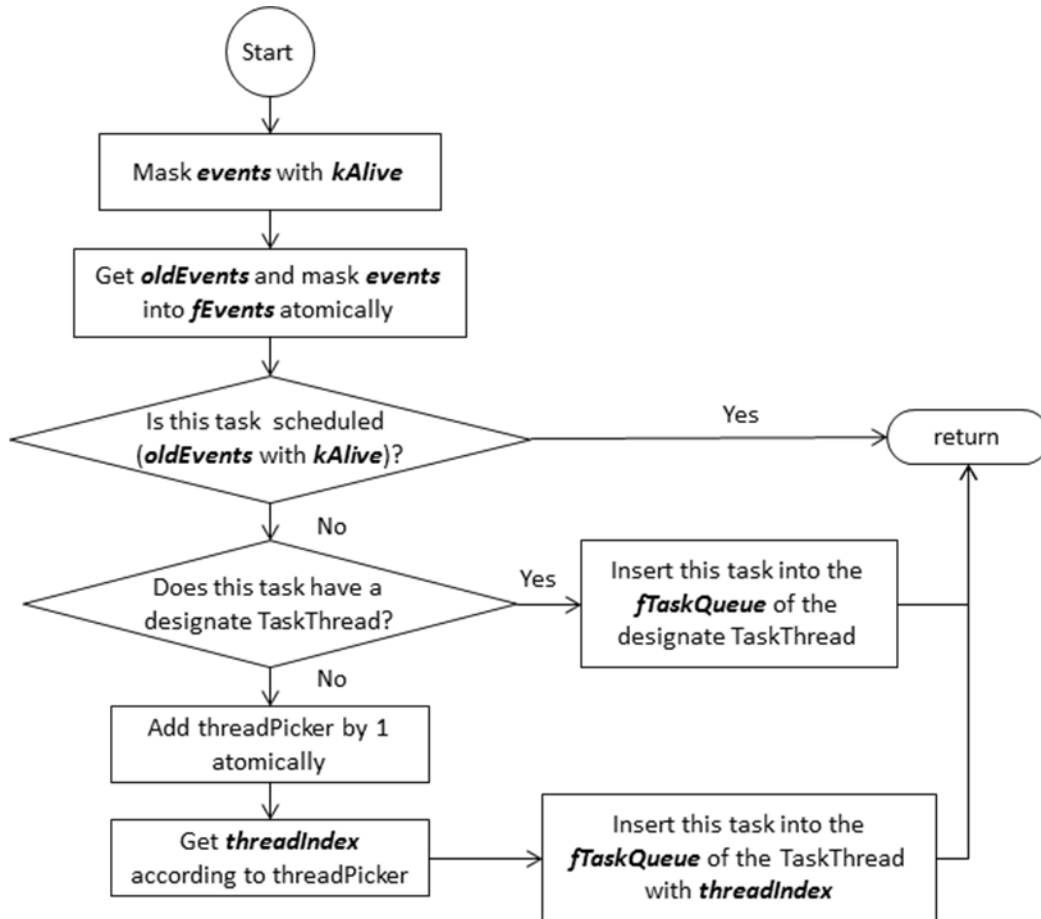 Start
Mask events with kAlive
Get oldEvents and mask events
into fEvents atomically
Is this task scheduled
(oldEvents with kAlive)?
Yes
return
No
Does this task have a
designate TaskThread?
Yes
Insert this task into the
fTaskQueue of the
designate TaskThread
No
Add threadPicker by 1
atomically
Get threadIndex
according to threadPicker
Insert this task into the
fTaskQueue of the TaskThread
with threadIndex